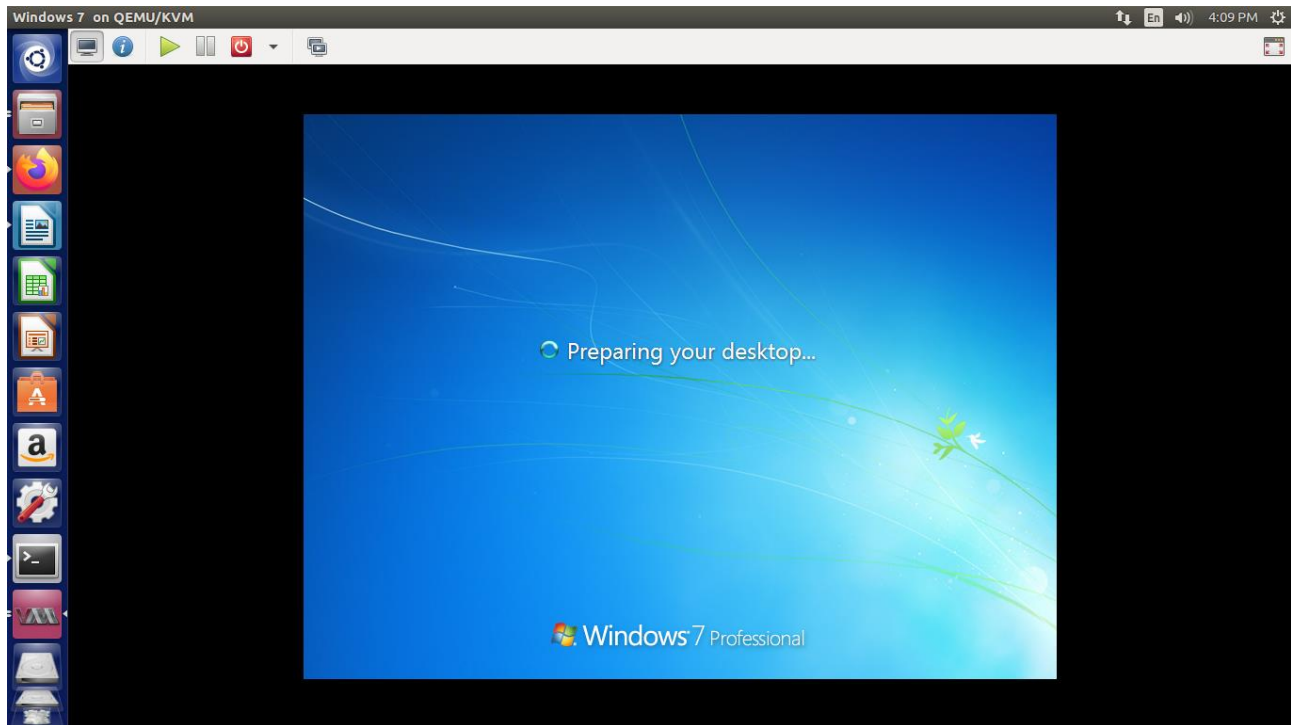 Windows 7 on QEMU/KVM
En
4:09 PM
Preparing your desktop...
Windows 7 Professional